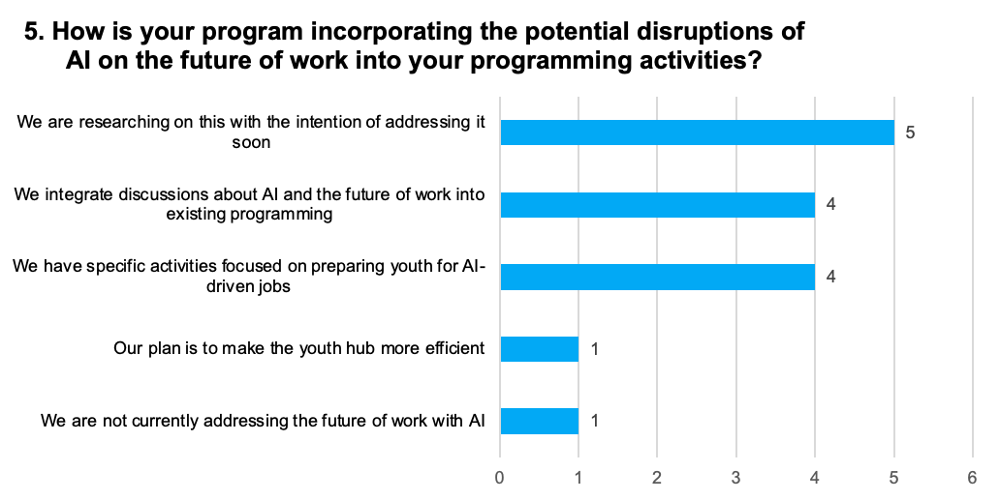 5. How is your program incorporating the potential disruptions of
AI on the future of work into your programming activities?
We are researching on this with the intention of addressing it
soon
5
We integrate discussions about AI and the future of work into
existing programming
4
We have specific activities focused on preparing youth for AI-
driven jobs
4
Our plan is to make the youth hub more efficient
1
We are not currently addressing the future of work with AI
1
0 1 2 3 4 5 6